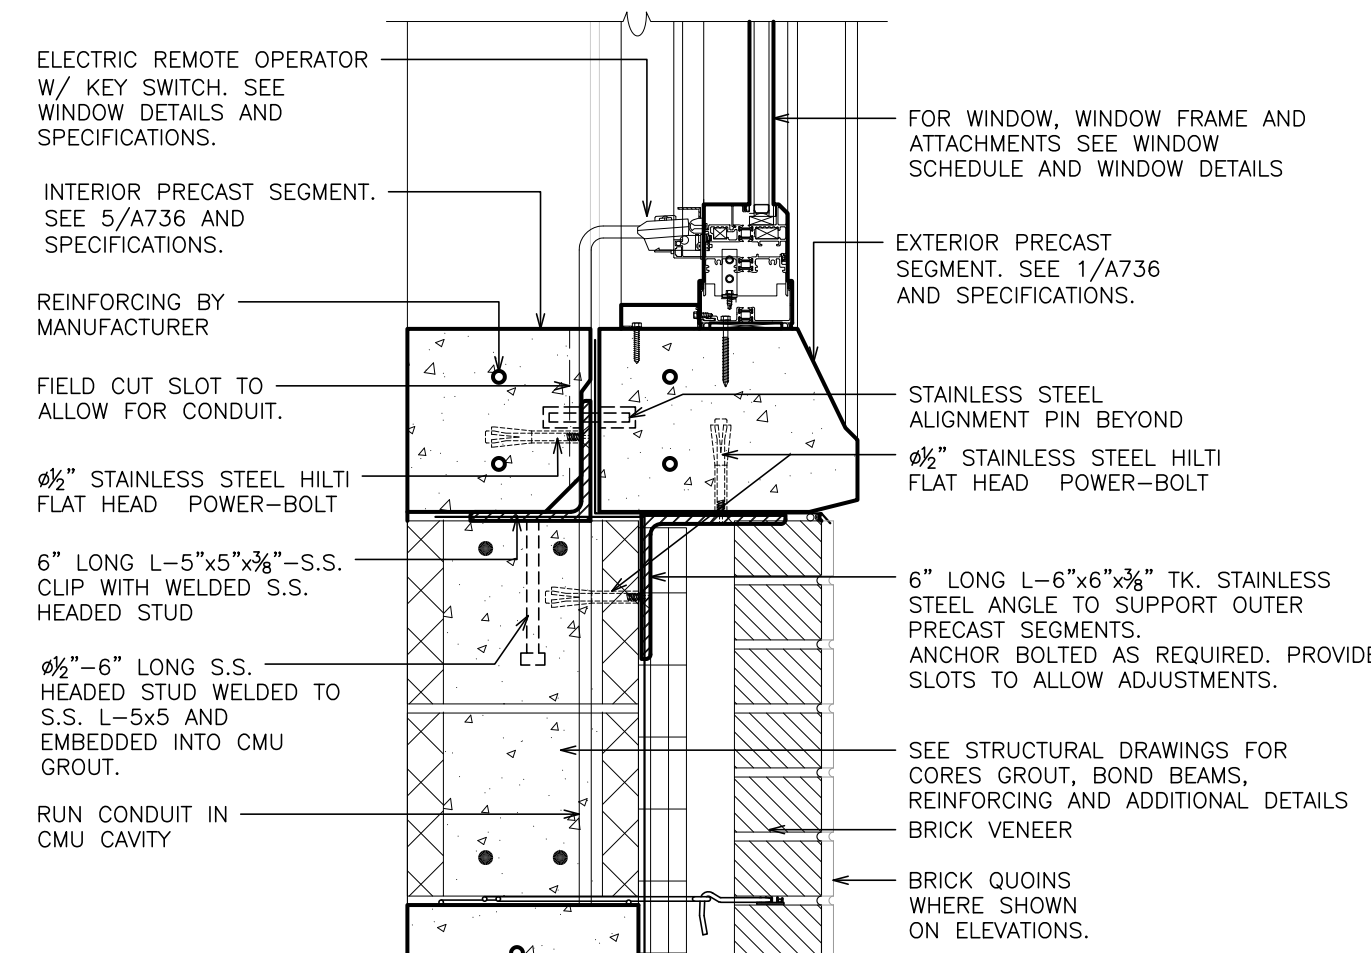 ELECTRIC REMOTE OPERATOR
W/ KEY SWITCH. SEE
WINDOW DETAILS AND
SPECIFICATIONS.
INTERIOR PRECAST SEGMENT.
SEE 5/A736 AND
SPECIFICATIONS.
REINFORCING BY
MANUFACTURER
FIELD CUT SLOT TO
ALLOW FOR CONDUIT.
ø½" STAINLESS STEEL HILTI
FLAT HEAD POWER-BOLT
6" LONG L-5"x5"x⅜"-S.S.
CLIP WITH WELDED S.S.
HEADED STUD
ø½"-6" LONG S.S.
HEADED STUD WELDED TO
S.S. L-5x5 AND
EMBEDDED INTO CMU
GROUT.
RUN CONDUIT IN
CMU CAVITY
FOR WINDOW, WINDOW FRAME AND
ATTACHMENTS SEE WINDOW
SCHEDULE AND WINDOW DETAILS
EXTERIOR PRECAST
SEGMENT. SEE 1/A736
AND SPECIFICATIONS.
STAINLESS STEEL
ALIGNMENT PIN BEYOND
ø½" STAINLESS STEEL HILTI
FLAT HEAD POWER-BOLT
6" LONG L-6"x6"x⅜" TK. STAINLESS
STEEL ANGLE TO SUPPORT OUTER
PRECAST SEGMENTS.
ANCHOR BOLTED AS REQUIRED. PROVIDE
SLOTS TO ALLOW ADJUSTMENTS.
SEE STRUCTURAL DRAWINGS FOR
CORES GROUT, BOND BEAMS,
REINFORCING AND ADDITIONAL DETAILS
BRICK VENEER
BRICK QUOINS
WHERE SHOWN
ON ELEVATIONS.